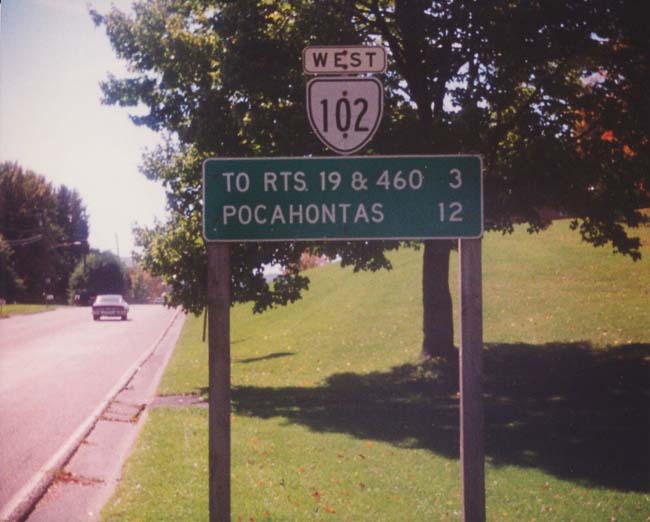 WEST
102
TO RTS. 19 & 460 3
POCAHONTAS 12